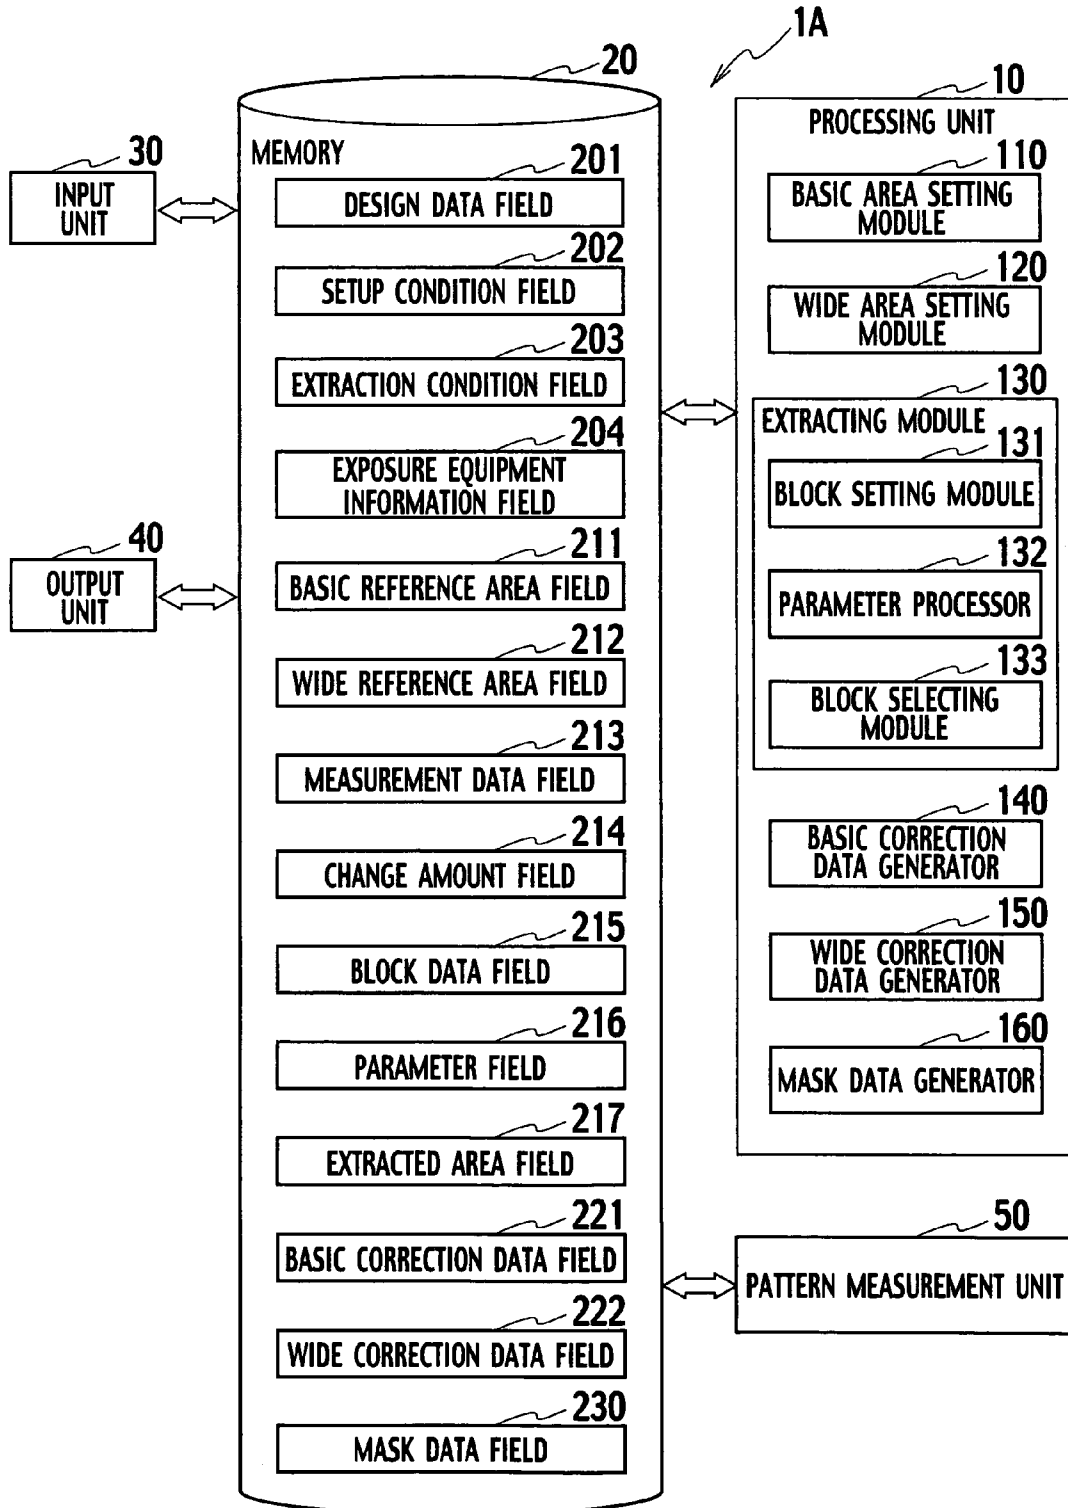 1A
20
10
PROCESSING UNIT
MEMORY
30
INPUT
UNIT
201
DESIGN DATA FIELD
202
SETUP CONDITION FIELD
203
EXTRACTION CONDITION FIELD
204
EXPOSURE EQUIPMENT
INFORMATION FIELD
40
OUTPUT
UNIT
211
BASIC REFERENCE AREA FIELD
212
WIDE REFERENCE AREA FIELD
213
MEASUREMENT DATA FIELD
214
CHANGE AMOUNT FIELD
215
BLOCK DATA FIELD
216
PARAMETER FIELD
217
EXTRACTED AREA FIELD
221
BASIC CORRECTION DATA FIELD
222
WIDE CORRECTION DATA FIELD
230
MASK DATA FIELD
110
BASIC AREA SETTING
MODULE
120
WIDE AREA SETTING
MODULE
130
EXTRACTING MODULE
131
BLOCK SETTING MODULE
132
PARAMETER PROCESSOR
133
BLOCK SELECTING
MODULE
140
BASIC CORRECTION
DATA GENERATOR
150
WIDE CORRECTION
DATA GENERATOR
160
MASK DATA GENERATOR
50
PATTERN MEASUREMENT UNIT